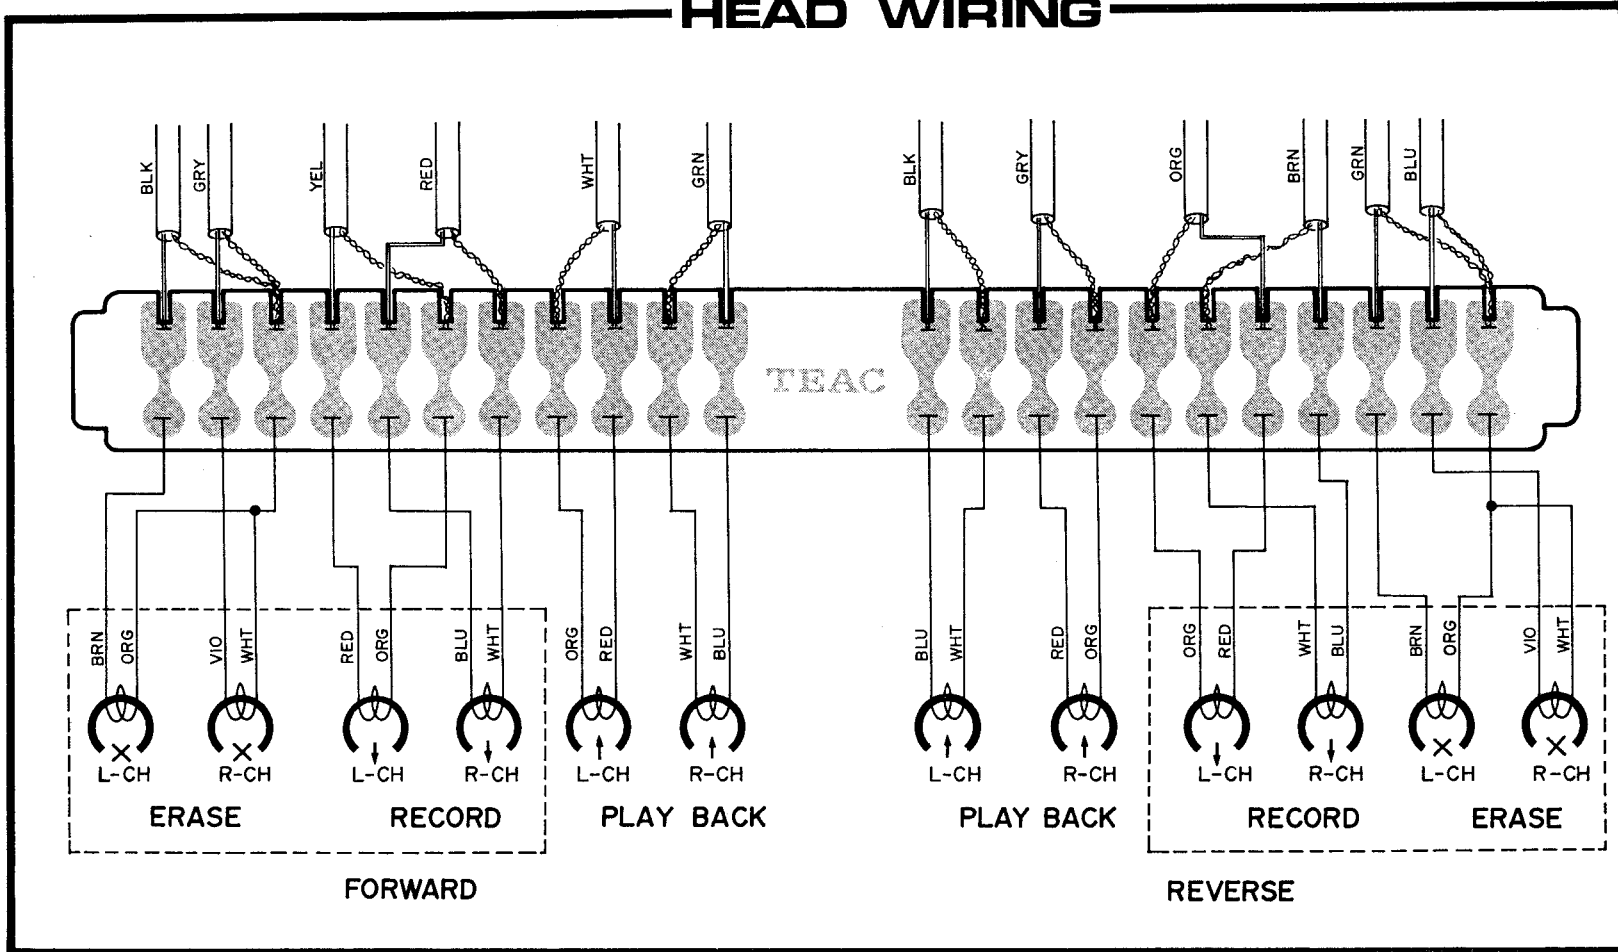 HEAD WIRING
BLK GRY YEL RED WHT GRN BLK GRY ORG BRN GRN BLU
TEAC
BRN ORG VIO WHT RED ORG BLU WHT ORG RED WHT BLU BLU WHT RED ORG ORG RED WHT BLU BRN ORG VIO WHT
L-CH R-CH L-CH R-CH L-CH R-CH L-CH R-CH L-CH R-CH L-CH R-CH
ERASE RECORD PLAY BACK PLAY BACK RECORD ERASE
FORWARD REVERSE